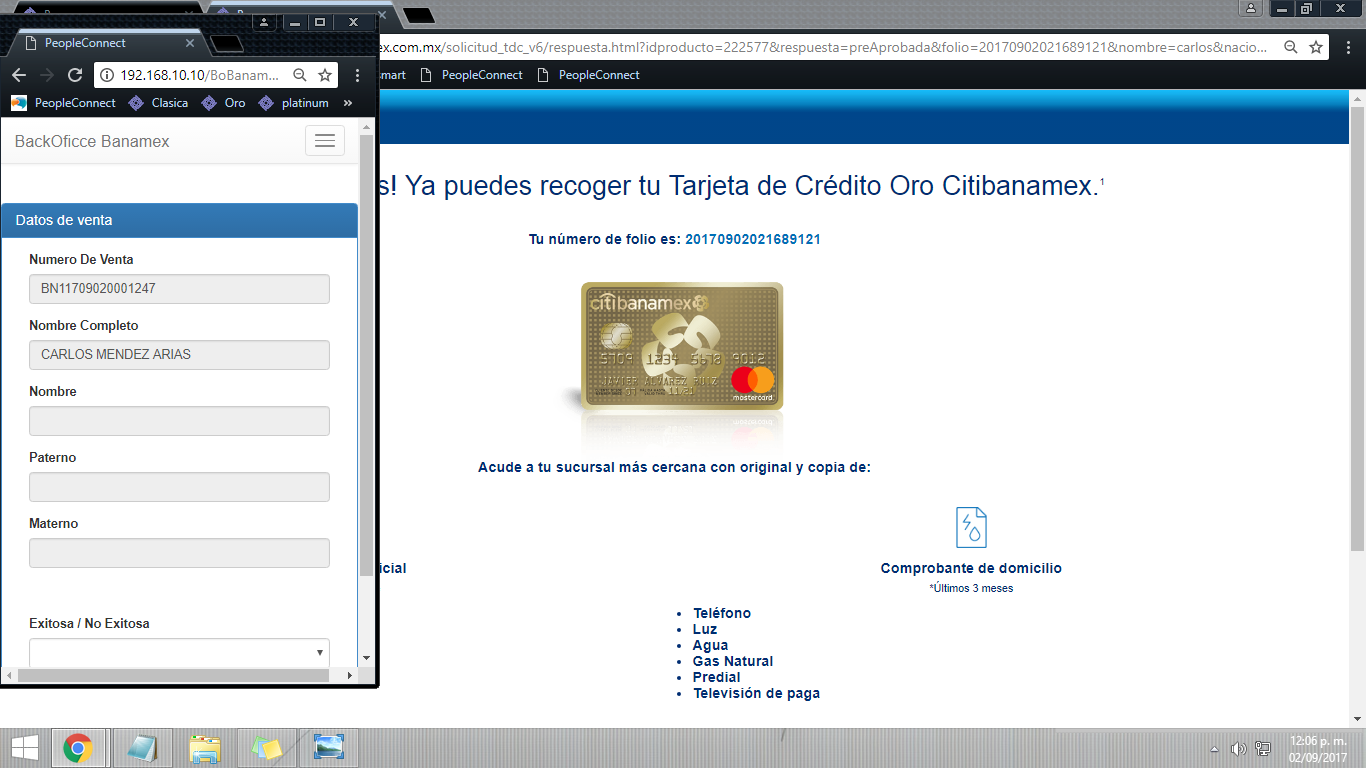 PeopleConnect
192.168.10.10/BoBanam...
PeopleConnect
Clasica
Oro
platinum
»
BackOficce Banamex
Datos de venta
Numero De Venta
BN11709020001247
Nombre Completo
CARLOS MENDEZ ARIAS
Nombre
Paterno
Materno
Exitosa / No Exitosa
ex.com.mx/solicitud_tdc_v6/respuesta.html?idproducto=222577&respuesta=preAprobada&folio=20170902021689121&nombre=carlos&nacio...
mart
PeopleConnect
PeopleConnect
s! Ya puedes recoger tu Tarjeta de Crédito Oro Citibanamex.1
Tu número de folio es: 20170902021689121
citibanamex
5709 1234 5678 9012
JAVIER ALVAREZ RUIZ
07 11/21
mastercard
Acude a tu sucursal más cercana con original y copia de:
icial
Comprobante de domicilio
*Últimos 3 meses
• Teléfono
• Luz
• Agua
• Gas Natural
• Predial
• Televisión de paga
12:06 p. m.
02/09/2017